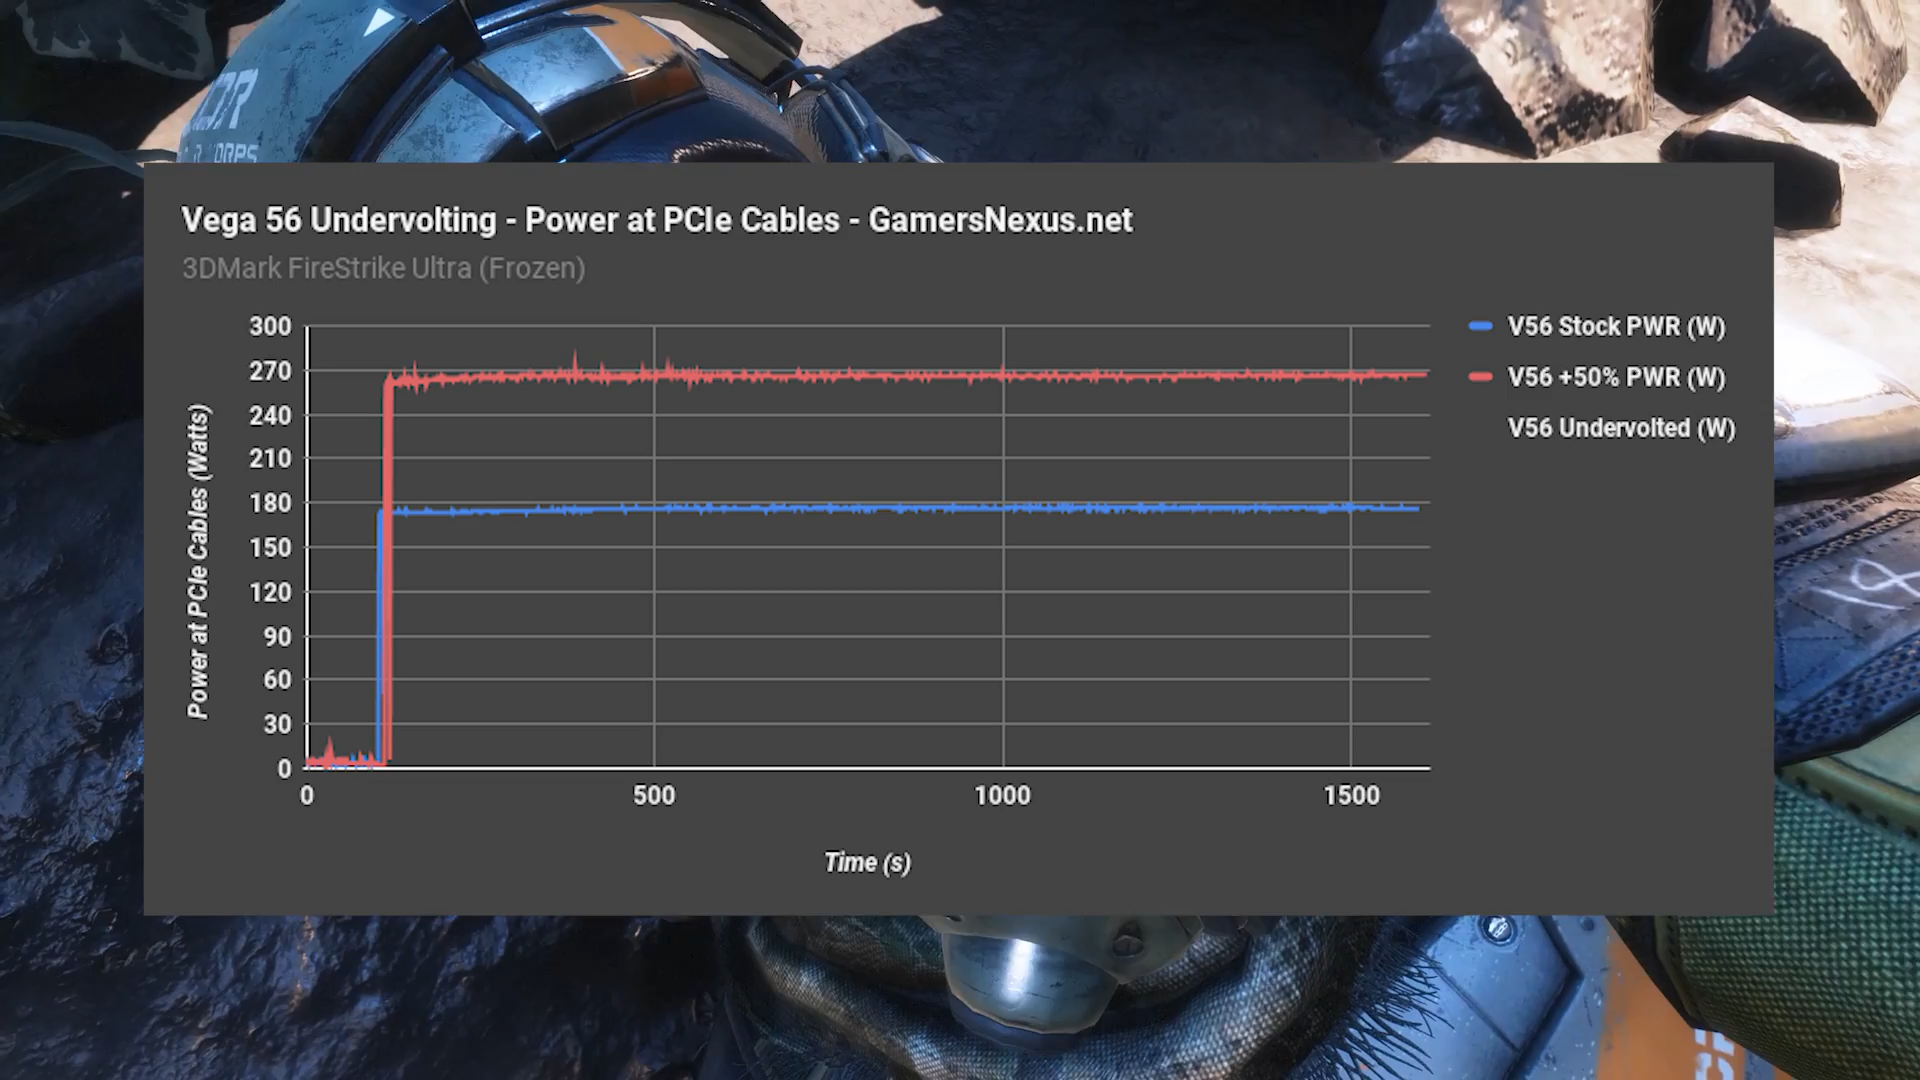 Vega 56 Undervolting - Power at PCIe Cables - GamersNexus.net
3DMark FireStrike Ultra (Frozen)
V56 Stock PWR (W)
V56 +50% PWR (W)
V56 Undervolted (W)
Power at PCIe Cables (Watts)
300
270
240
210
180
150
120
90
60
30
0
0 500 1000 1500
Time (s)